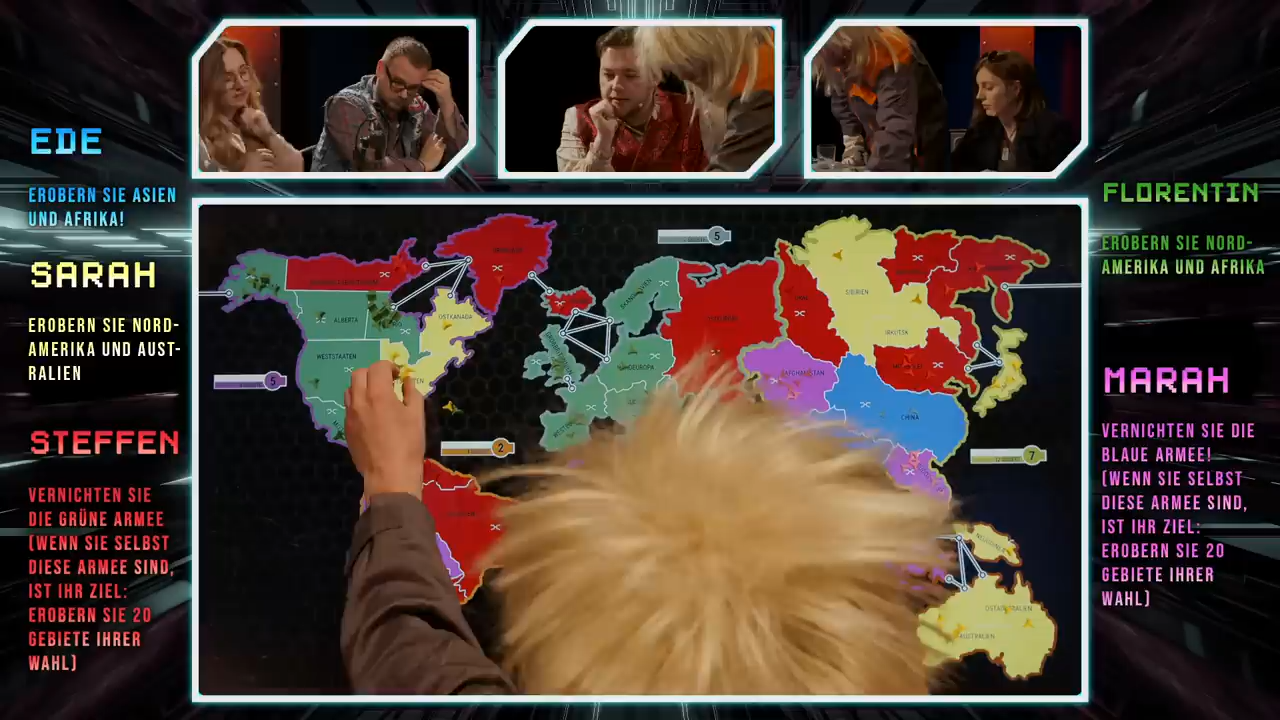 EDE
EROBERN SIE ASIEN
UND AFRIKA!
SARAH
EROBERN SIE NORD-
AMERIKA UND AUST-
RALIEN
STEFFEN
VERNICHTEN SIE
DIE GRÜNE ARMEE
(WENN SIE SELBST
DIESE ARMEE SIND,
IST IHR ZIEL:
EROBERN SIE 20
GEBIETE IHRER
WAHL)
FLORENTIN
EROBERN SIE NORD-
AMERIKA UND AFRIKA
MARAH
VERNICHTEN SIE DIE
BLAUE ARMEE!
(WENN SIE SELBST
DIESE ARMEE SIND,
IST IHR ZIEL:
EROBERN SIE 20
GEBIETE IHRER
WAHL)
5
ALBERTA
OSTKANADA
WESTSTAATEN
5
2
SIBIRIEN
IRKUTSK
AFGHANISTAN
CHINA
7